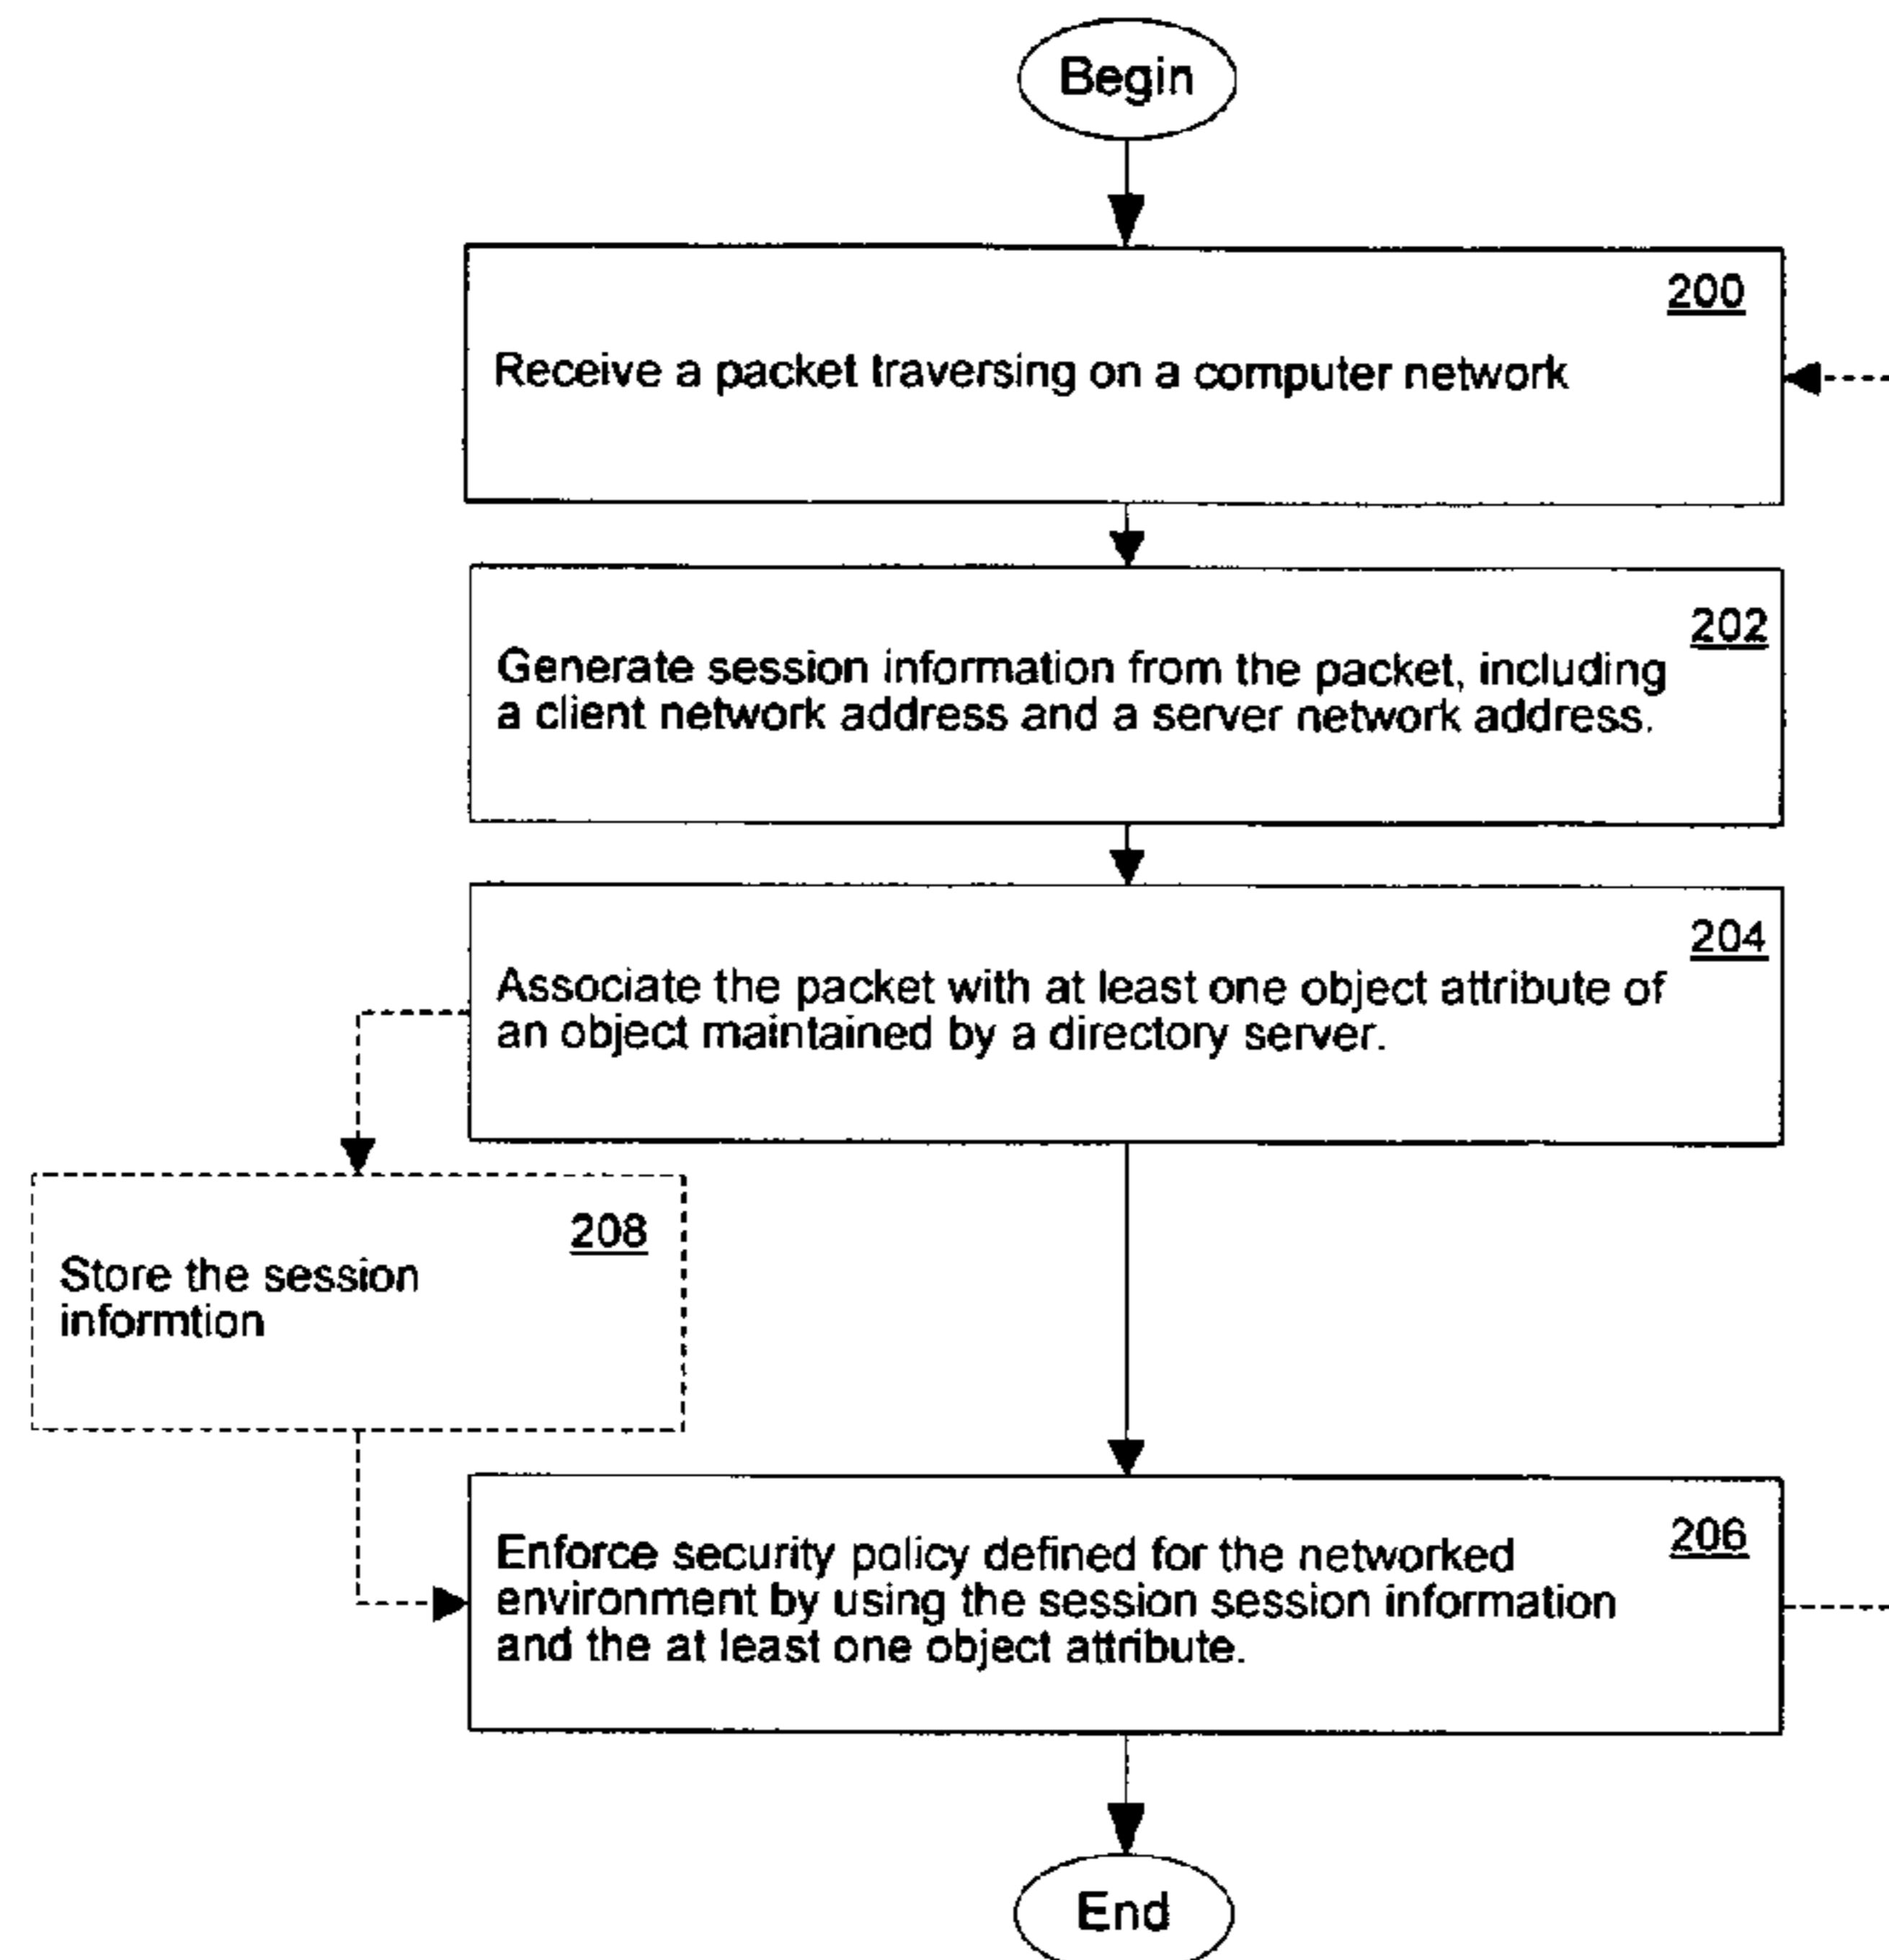 Begin
200
Receive a packet traversing on a computer network
202
Generate session information from the packet, including
a client network address and a server network address.
204
Associate the packet with at least one object attribute of
an object maintained by a directory server.
208
Store the session
informtion
206
Enforce security policy defined for the networked
environment by using the session session information
and the at least one object attribute.
End